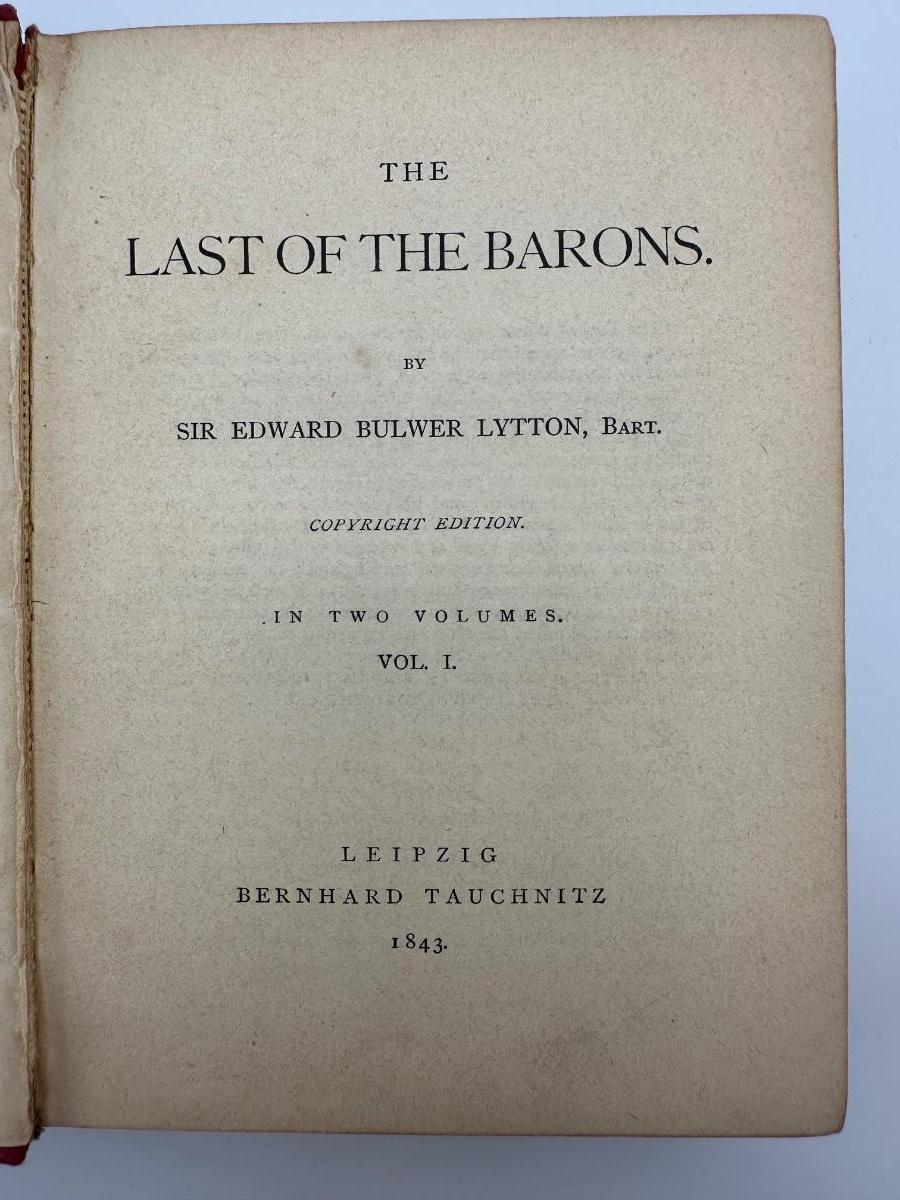 THE
LAST OF THE BARONS.
BY
SIR EDWARD BULWER LYTTON, BART.
COPYRIGHT EDITION.
IN TWO VOLUMES.
VOL. I.
LEIPZIG
BERNHARD TAUCHNITZ
1843.